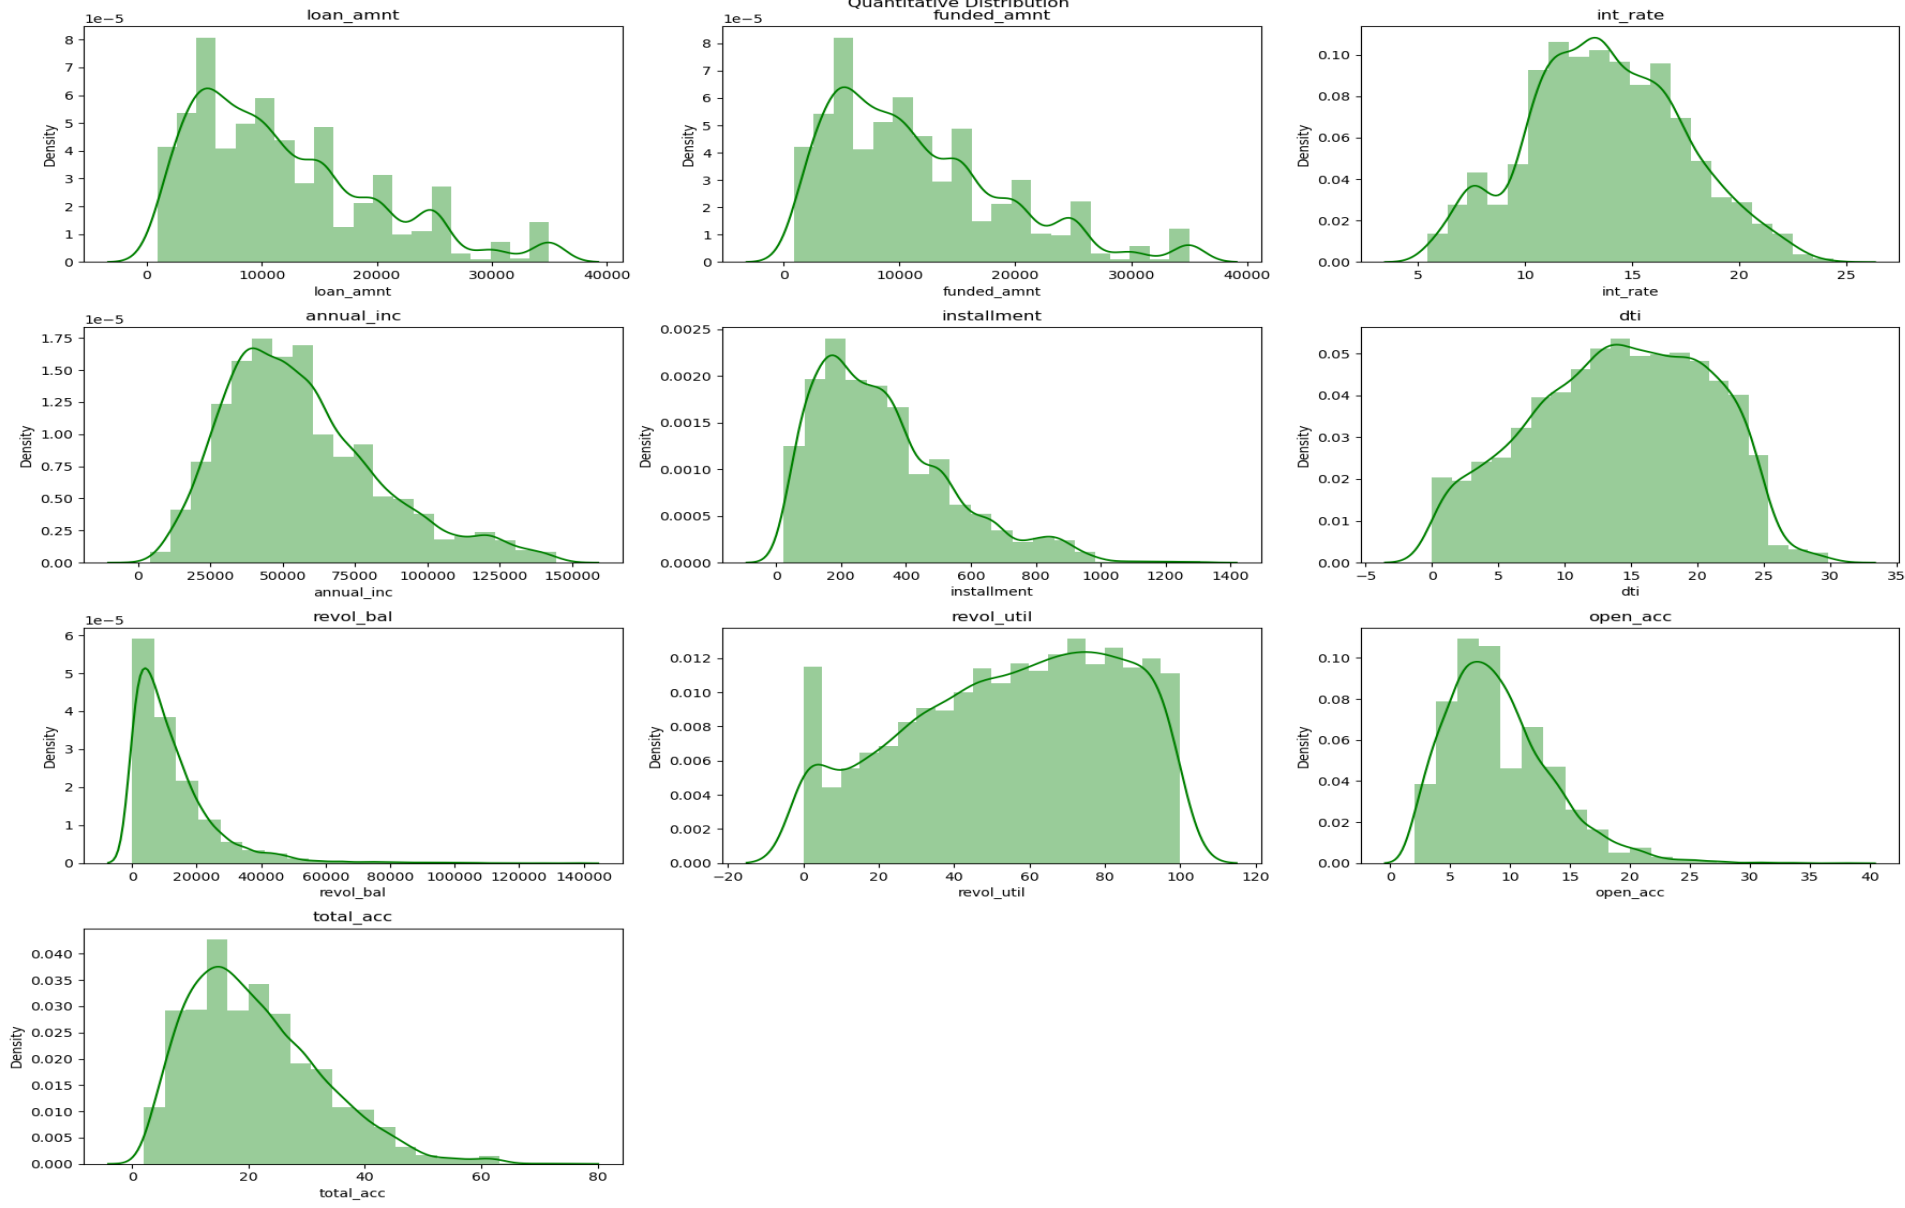 Quantitative Distribution
loan_amnt
1e−5
8
7
6
5
4
3
2
1
0
Density
0 10000 20000 30000 40000
loan_amnt
funded_amnt
1e−5
8
7
6
5
4
3
2
1
0
Density
0 10000 20000 30000 40000
funded_amnt
int_rate
0.10
0.08
0.06
0.04
0.02
0.00
Density
5 10 15 20 25
int_rate
annual_inc
1e−5
1.75
1.50
1.25
1.00
0.75
0.50
0.25
0.00
Density
0 25000 50000 75000 100000 125000 150000
annual_inc
installment
0.0025
0.0020
0.0015
0.0010
0.0005
0.0000
Density
0 200 400 600 800 1000 1200 1400
installment
dti
0.05
0.04
0.03
0.02
0.01
0.00
Density
−5 0 5 10 15 20 25 30 35
dti
revol_bal
1e−5
6
5
4
3
2
1
0
Density
0 20000 40000 60000 80000 100000 120000 140000
revol_bal
revol_util
0.012
0.010
0.008
0.006
0.004
0.002
0.000
Density
−20 0 20 40 60 80 100 120
revol_util
open_acc
0.10
0.08
0.06
0.04
0.02
0.00
Density
0 5 10 15 20 25 30 35 40
open_acc
total_acc
0.040
0.035
0.030
0.025
0.020
0.015
0.010
0.005
0.000
Density
0 20 40 60 80
total_acc